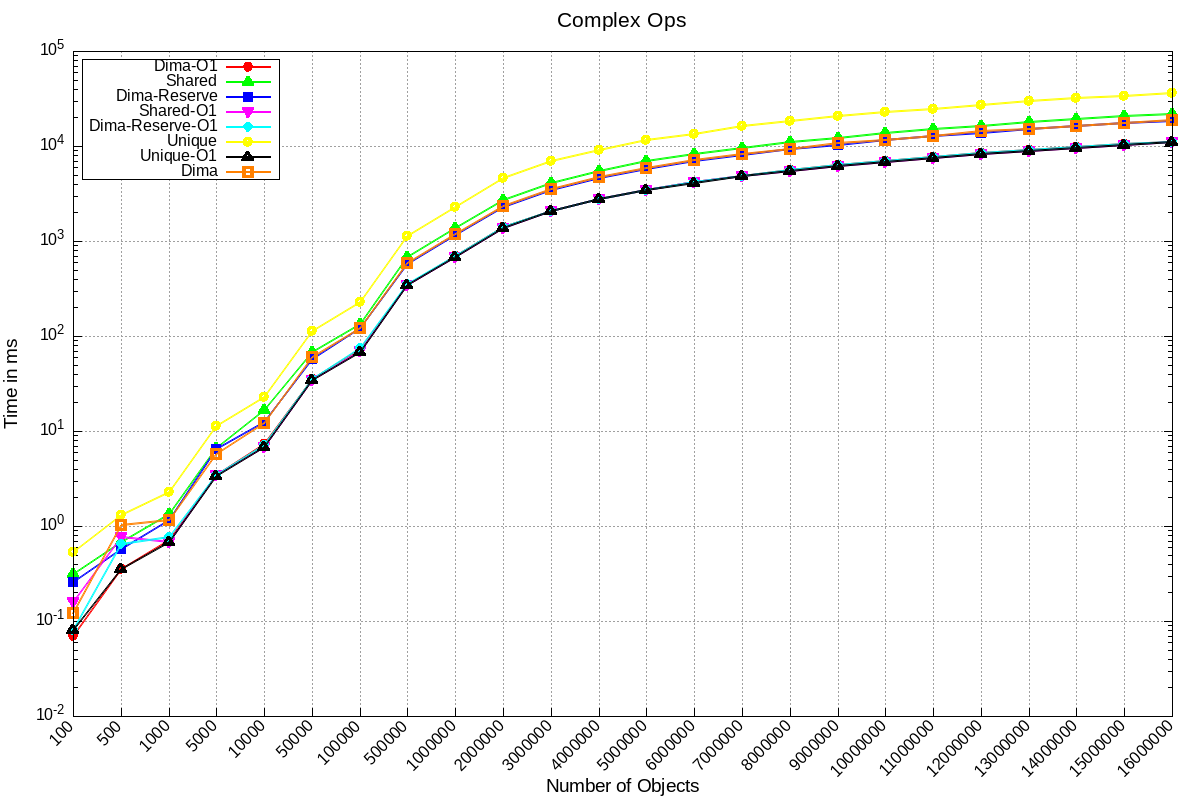 Complex Ops
10^5
10^4
10^3
10^2
10^1
10^0
10^-1
10^-2
Time in ms
Dima-O1
Shared
Dima-Reserve
Shared-O1
Dima-Reserve-O1
Unique
Unique-O1
Dima
100
500
1000
5000
10000
50000
100000
500000
1000000
2000000
3000000
4000000
5000000
6000000
7000000
8000000
9000000
10000000
11000000
12000000
13000000
14000000
15000000
16000000
Number of Objects